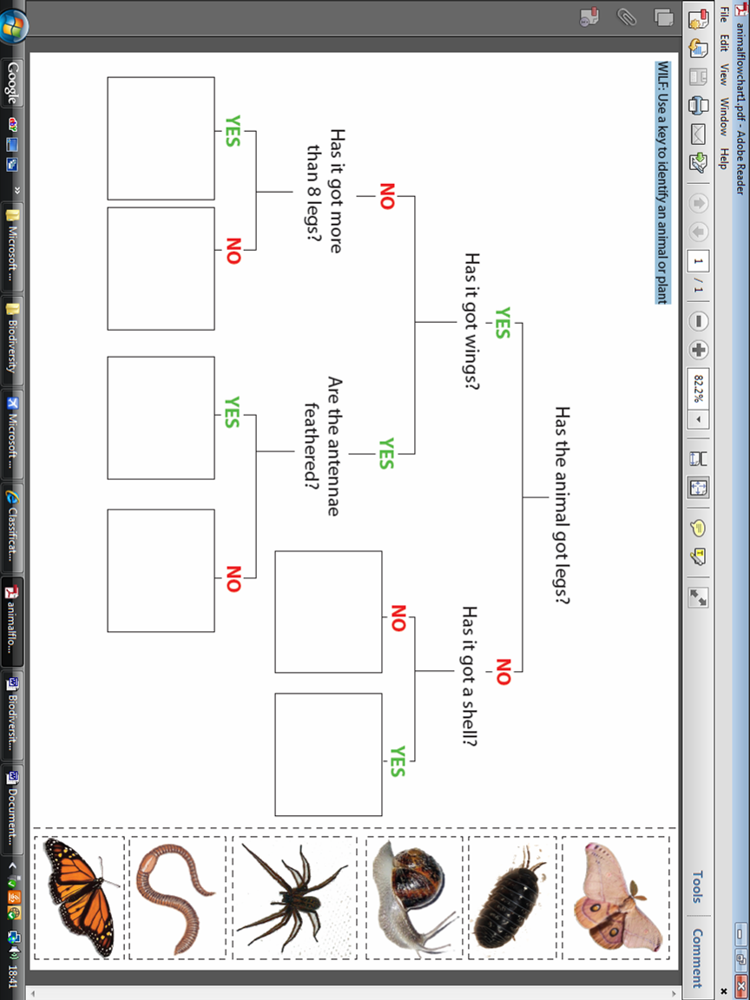 animalflowchart1.pdf - Adobe Reader
File Edit View Window Help
1 / 1 82.2% Tools Comment
WILF: Use a key to identify an animal or plant
Has the animal got legs?
YES
NO
Has it got wings?
Has it got a shell?
NO
YES
NO
YES
Has it got more
than 8 legs?
Are the antennae
feathered?
YES
NO
YES
NO
Google » Microsoft ... Biodiversity Microsoft ... Classificat... animalflo... Biodiversit... Document... < 18:41